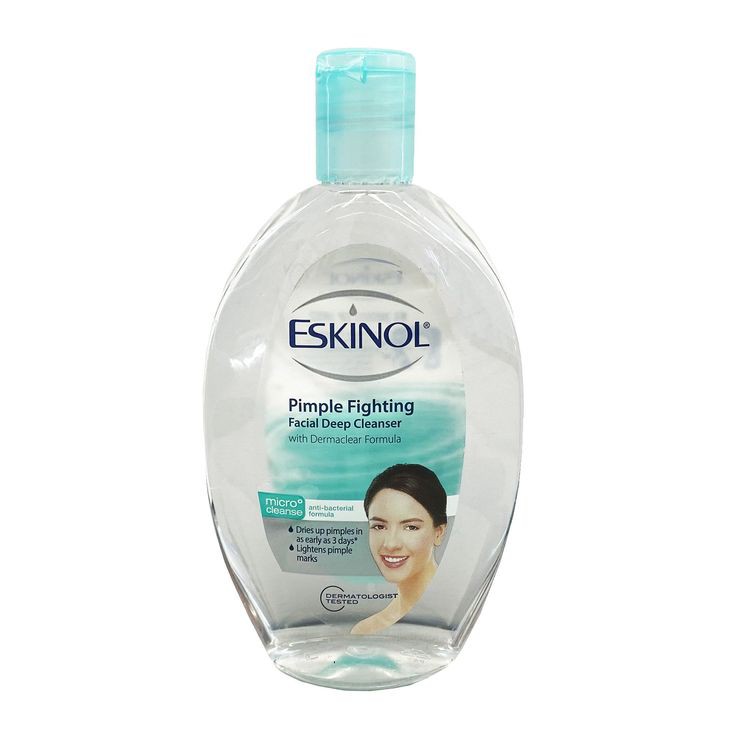 ESKINOL
ESKINOL®
Pimple Fighting
Facial Deep Cleanser
with Dermaclear Formula
micro°
cleanse
anti-bacterial
formula
Dries up pimples in
as early as 3 days*
Lightens pimple
marks
DERMATOLOGIST
TESTED